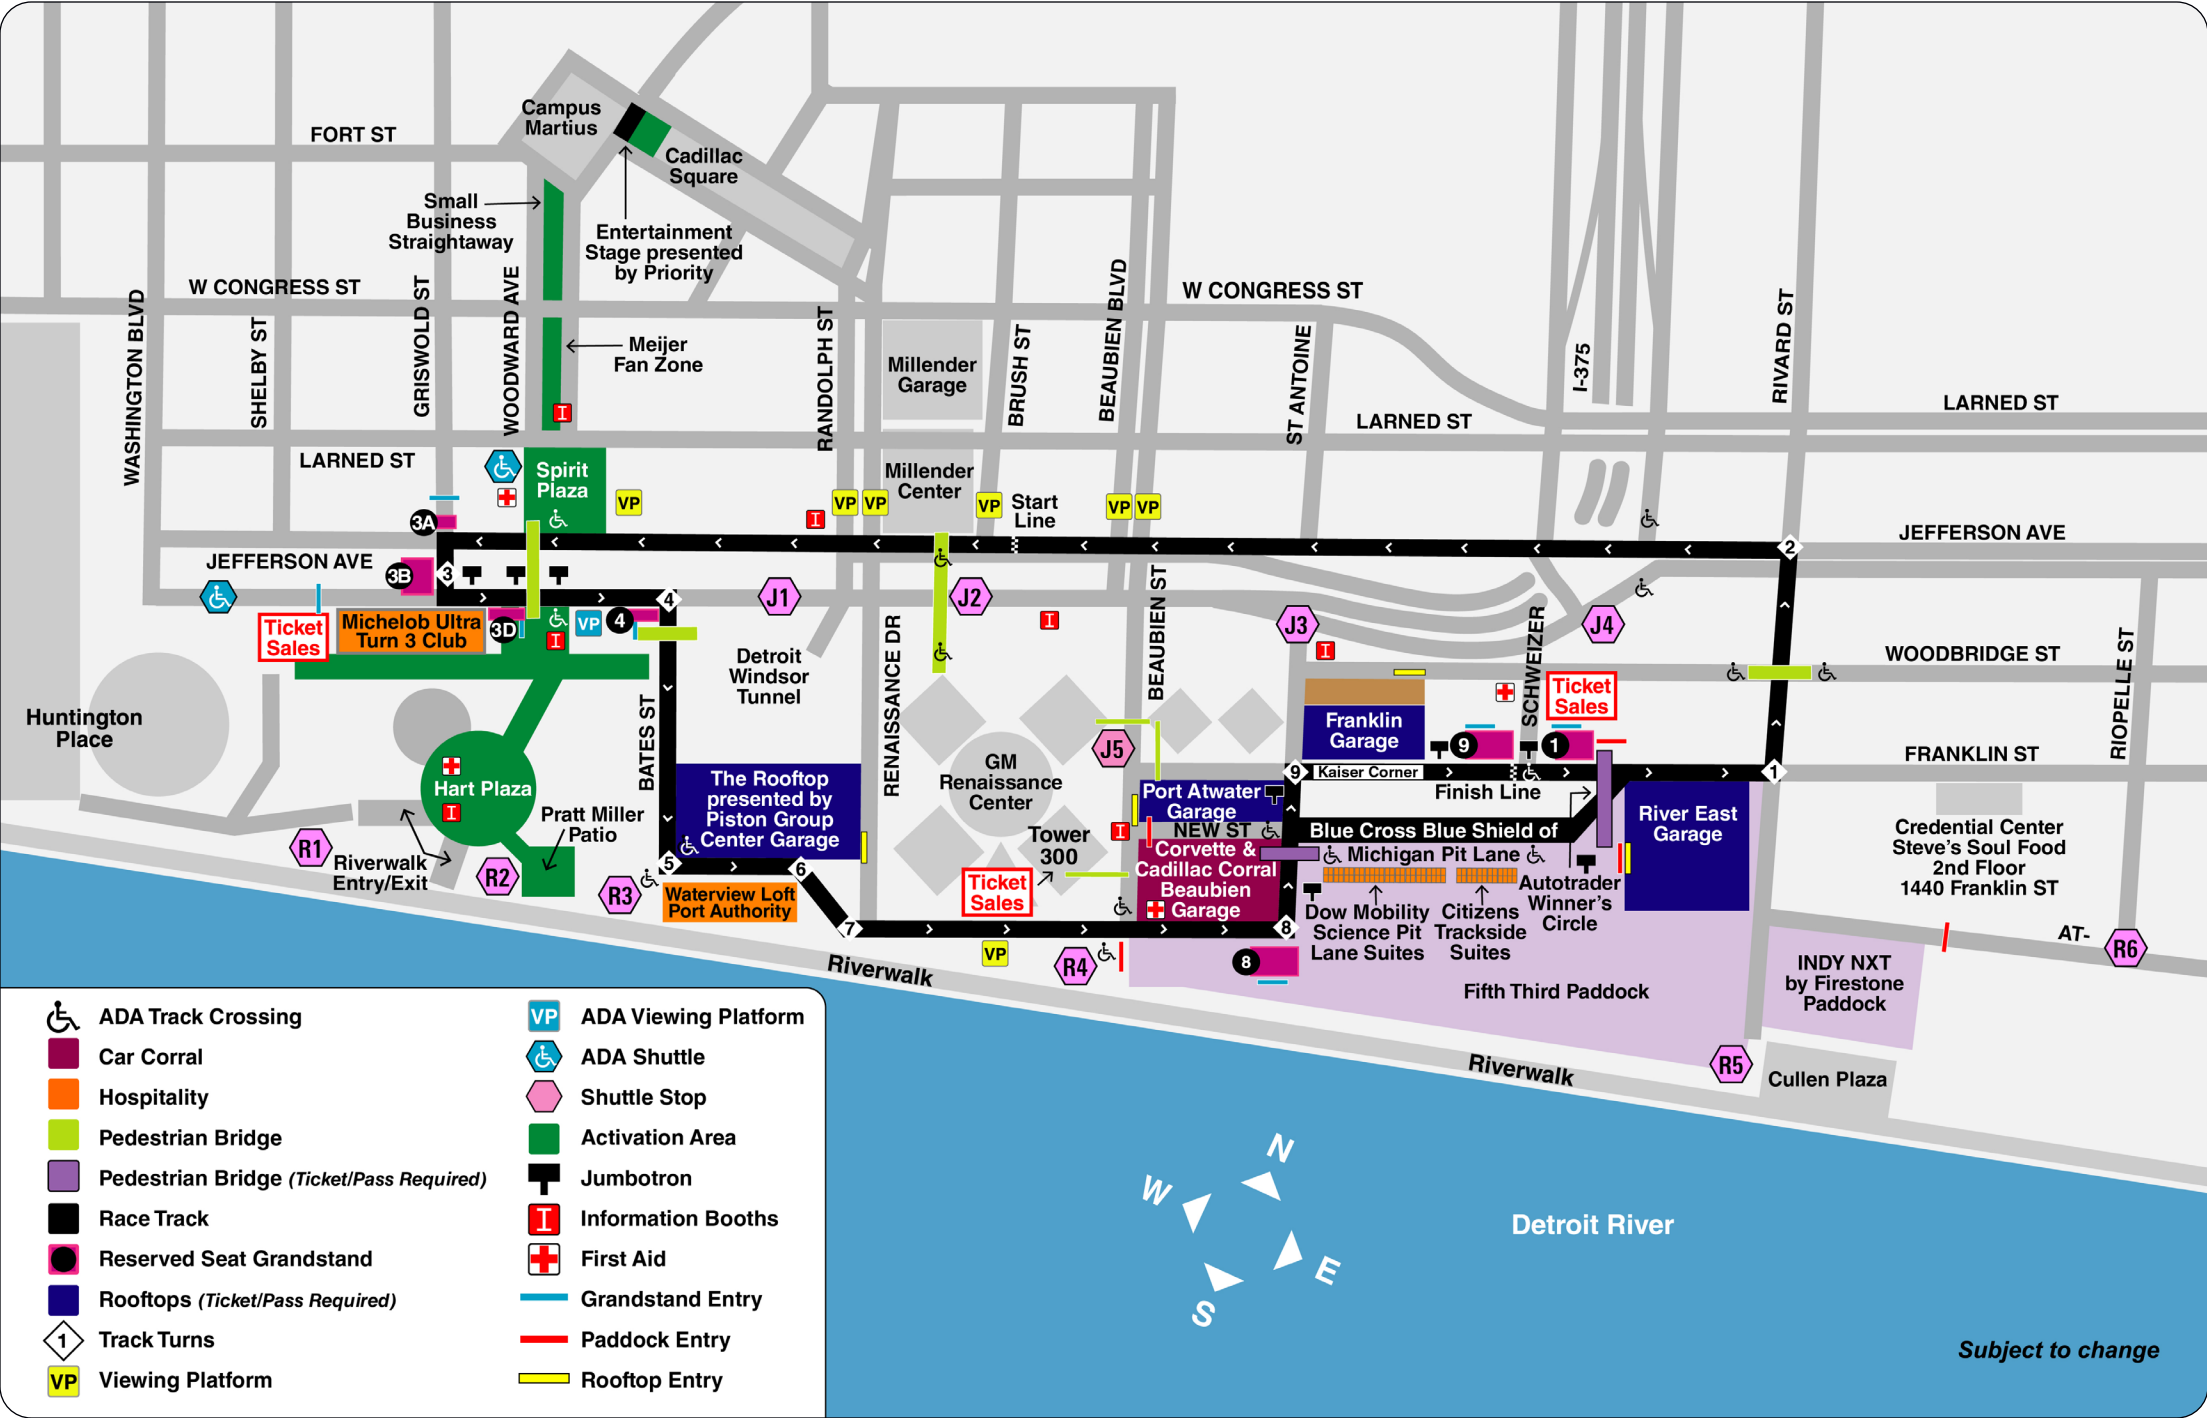 Campus
Martius
FORT ST
Cadillac
Square
Small
Business
Straightaway
Entertainment
Stage presented
by Priority
W CONGRESS ST
W CONGRESS ST
WASHINGTON BLVD
SHELBY ST
GRISWOLD ST
WOODWARD AVE
RANDOLPH ST
BRUSH ST
BEAUBIEN BLVD
ST ANTOINE
I-375
RIVARD ST
Meijer
Fan Zone
Millender
Garage
LARNED ST
LARNED ST
LARNED ST
I
Spirit
Plaza
Millender
Center
VP
VP
VP
VP
VP
VP
Start
Line
I
3A
JEFFERSON AVE
JEFFERSON AVE
2
3B
3
4
J1
J2
J3
J4
Ticket
Sales
Michelob Ultra
Turn 3 Club
3D
VP
4
I
I
I
Detroit
Windsor
Tunnel
RENAISSANCE DR
BEAUBIEN ST
SCHWEIZER
WOODBRIDGE ST
RIOPELLE ST
Ticket
Sales
Huntington
Place
BATES ST
J5
Franklin
Garage
9
1
FRANKLIN ST
GM
Renaissance
Center
9
Kaiser Corner
1
Finish Line
Hart Plaza
I
The Rooftop
presented by
Piston Group
Center Garage
Port Atwater
Garage
River East
Garage
Pratt Miller
Patio
Tower
300
I
NEW ST
Blue Cross Blue Shield of
Michigan Pit Lane
Credential Center
Steve's Soul Food
2nd Floor
1440 Franklin ST
R1
Riverwalk
Entry/Exit
R2
R3
5
6
Corvette &
Cadillac Corral
Beaubien
Garage
Ticket
Sales
Waterview Loft
Port Authority
Autotrader
Winner's
Circle
Dow Mobility
Science Pit
Lane Suites
Citizens
Trackside
Suites
7
8
VP
R4
8
AT-
R6
Riverwalk
Fifth Third Paddock
INDY NXT
by Firestone
Paddock
R5
Riverwalk
Cullen Plaza
ADA Track Crossing
Car Corral
Hospitality
Pedestrian Bridge
Pedestrian Bridge (Ticket/Pass Required)
Race Track
Reserved Seat Grandstand
Rooftops (Ticket/Pass Required)
1
Track Turns
VP
Viewing Platform
VP
ADA Viewing Platform
ADA Shuttle
Shuttle Stop
Activation Area
Jumbotron
I
Information Booths
First Aid
Grandstand Entry
Paddock Entry
Rooftop Entry
N
W
E
S
Detroit River
Subject to change